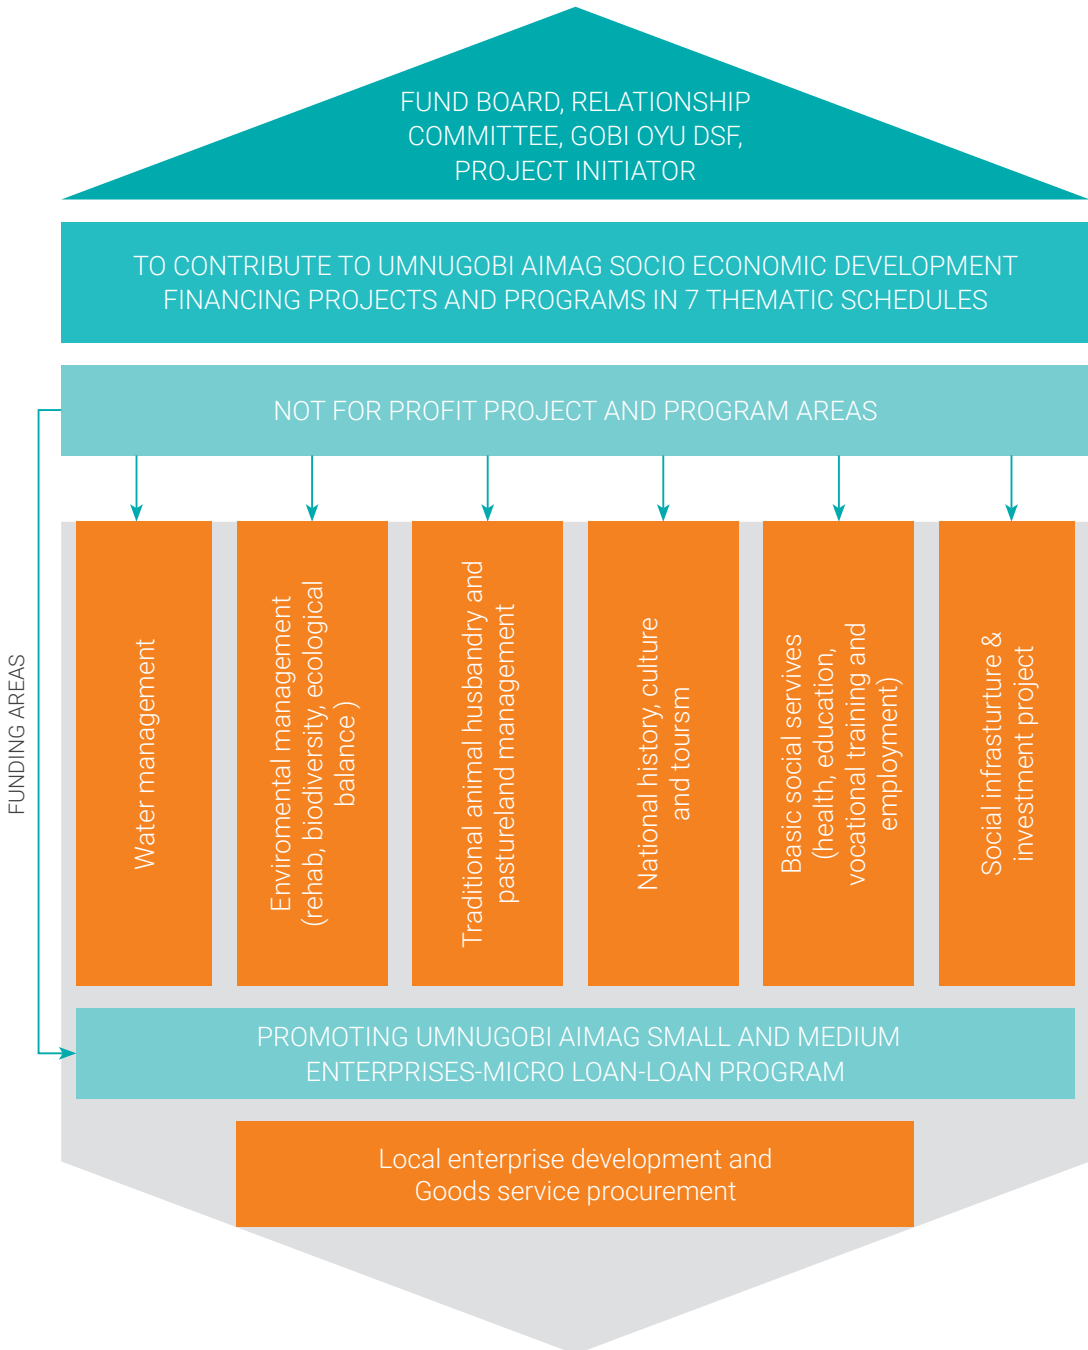 FUND BOARD, RELATIONSHIP
COMMITTEE, GOBI OYU DSF,
PROJECT INITIATOR
TO CONTRIBUTE TO UMNUGOBI AIMAG SOCIO ECONOMIC DEVELOPMENT
FINANCING PROJECTS AND PROGRAMS IN 7 THEMATIC SCHEDULES
NOT FOR PROFIT PROJECT AND PROGRAM AREAS
FUNDING AREAS
Water management
Enviromental management
(rehab, biodiversity, ecological
balance )
Traditional animal husbandry and
pastureland management
National history, culture
and toursm
Basic social servives
(health, education,
vocational training and
employment)
Social infrasturture &
investment project
PROMOTING UMNUGOBI AIMAG SMALL AND MEDIUM
ENTERPRISES-MICRO LOAN-LOAN PROGRAM
Local enterprise development and
Goods service procurement